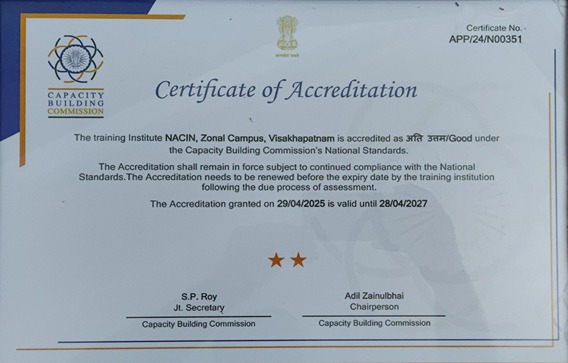 Certificate No.
APP/24/N00351
CAPACITY
BUILDING
COMMISSION
Certificate of Accreditation
The training Institute NACIN, Zonal Campus, Visakhapatnam is accredited as अति उत्तम/Good under
the Capacity Building Commission's National Standards.
The Accreditation shall remain in force subject to continued compliance with the National
Standards.The Accreditation needs to be renewed before the expiry date by the training institution
following the due process of assessment.
The Accreditation granted on 29/04/2025 is valid until 28/04/2027
S.P. Roy
Jt. Secretary
Capacity Building Commission
Adil Zainulbhai
Chairperson
Capacity Building Commission